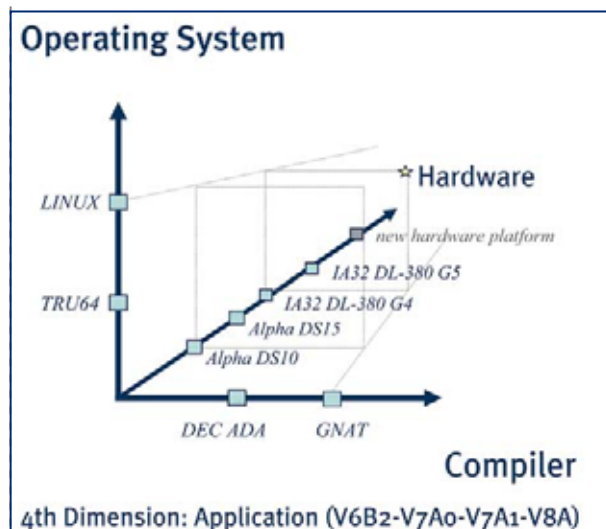 Operating System
Hardware
LINUX
new hardware platform
IA32 DL-380 G5
TRU64
IA32 DL-380 G4
Alpha DS15
Alpha DS10
DEC ADA
GNAT
Compiler
4th Dimension: Application (V6B2-V7A0-V7A1-V8A)